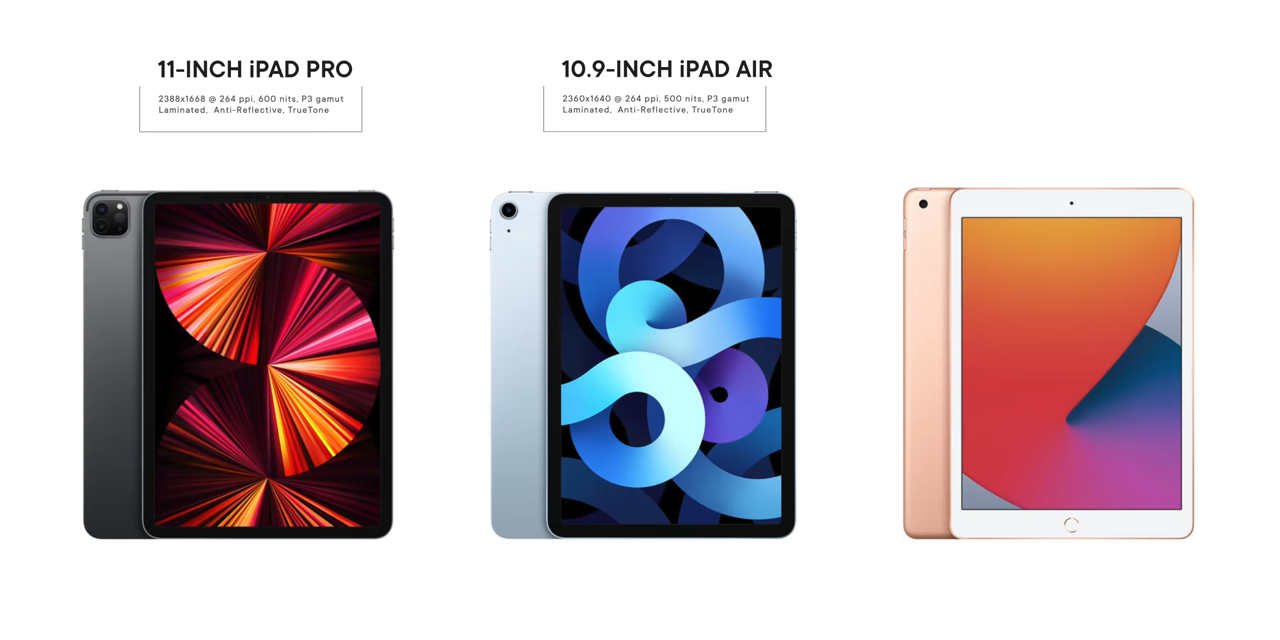 11-INCH iPAD PRO
2388x1668 @ 264 ppi, 600 nits, P3 gamut
Laminated,  Anti-Reflective, TrueTone
10.9-INCH iPAD AIR
2360x1640 @ 264 ppi, 500 nits, P3 gamut
Laminated,  Anti-Reflective, TrueTone